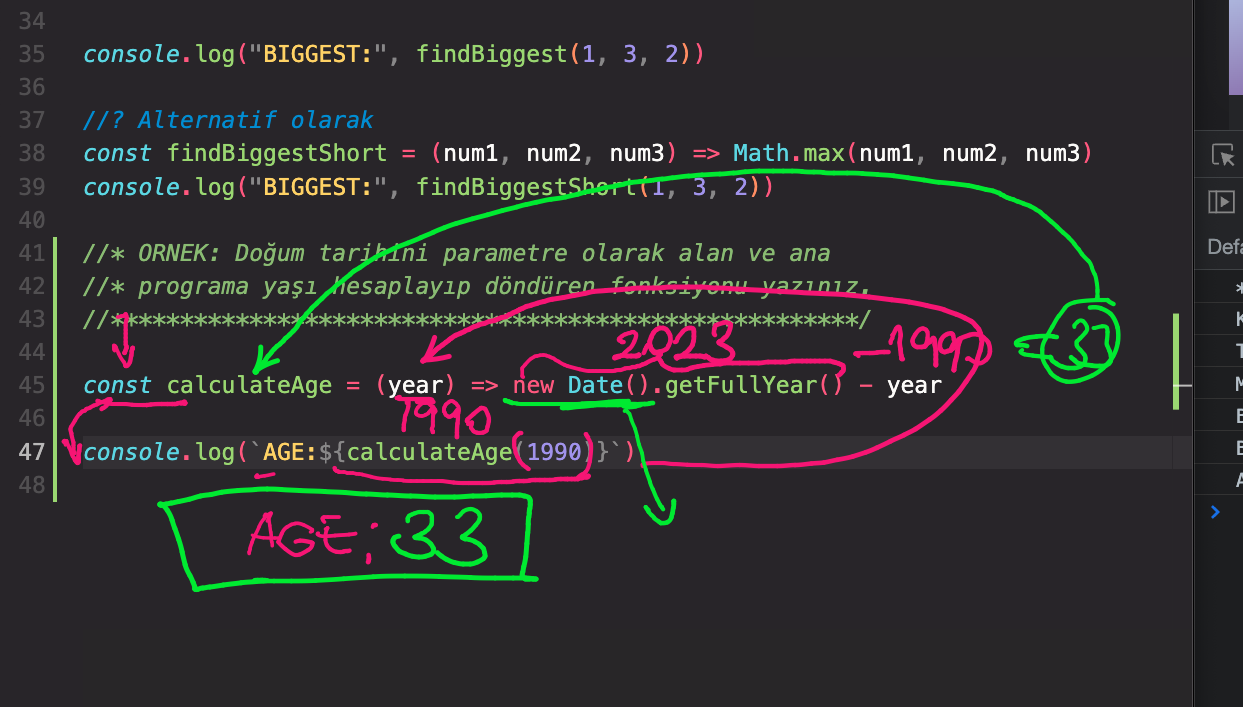 34
35 console.log("BIGGEST:", findBiggest(1, 3, 2))
36
37 //? Alternatif olarak
38 const findBiggestShort = (num1, num2, num3) => Math.max(num1, num2, num3)
39 console.log("BIGGEST:", findBiggestShort(1, 3, 2))
40
41 //* ORNEK: Doğum tarihini parametre olarak alan ve ana
Defa
42 //* programa yaşı hesaplayıp döndüren fonksiyonu yazınız.
43 //*******************************************************/
44 2023 - 1990 = 33
45 const calculateAge = (year) => new Date().getFullYear() - year
46 1990
47 console.log(`AGE:${calculateAge(1990)}`)
48
AGE: 33